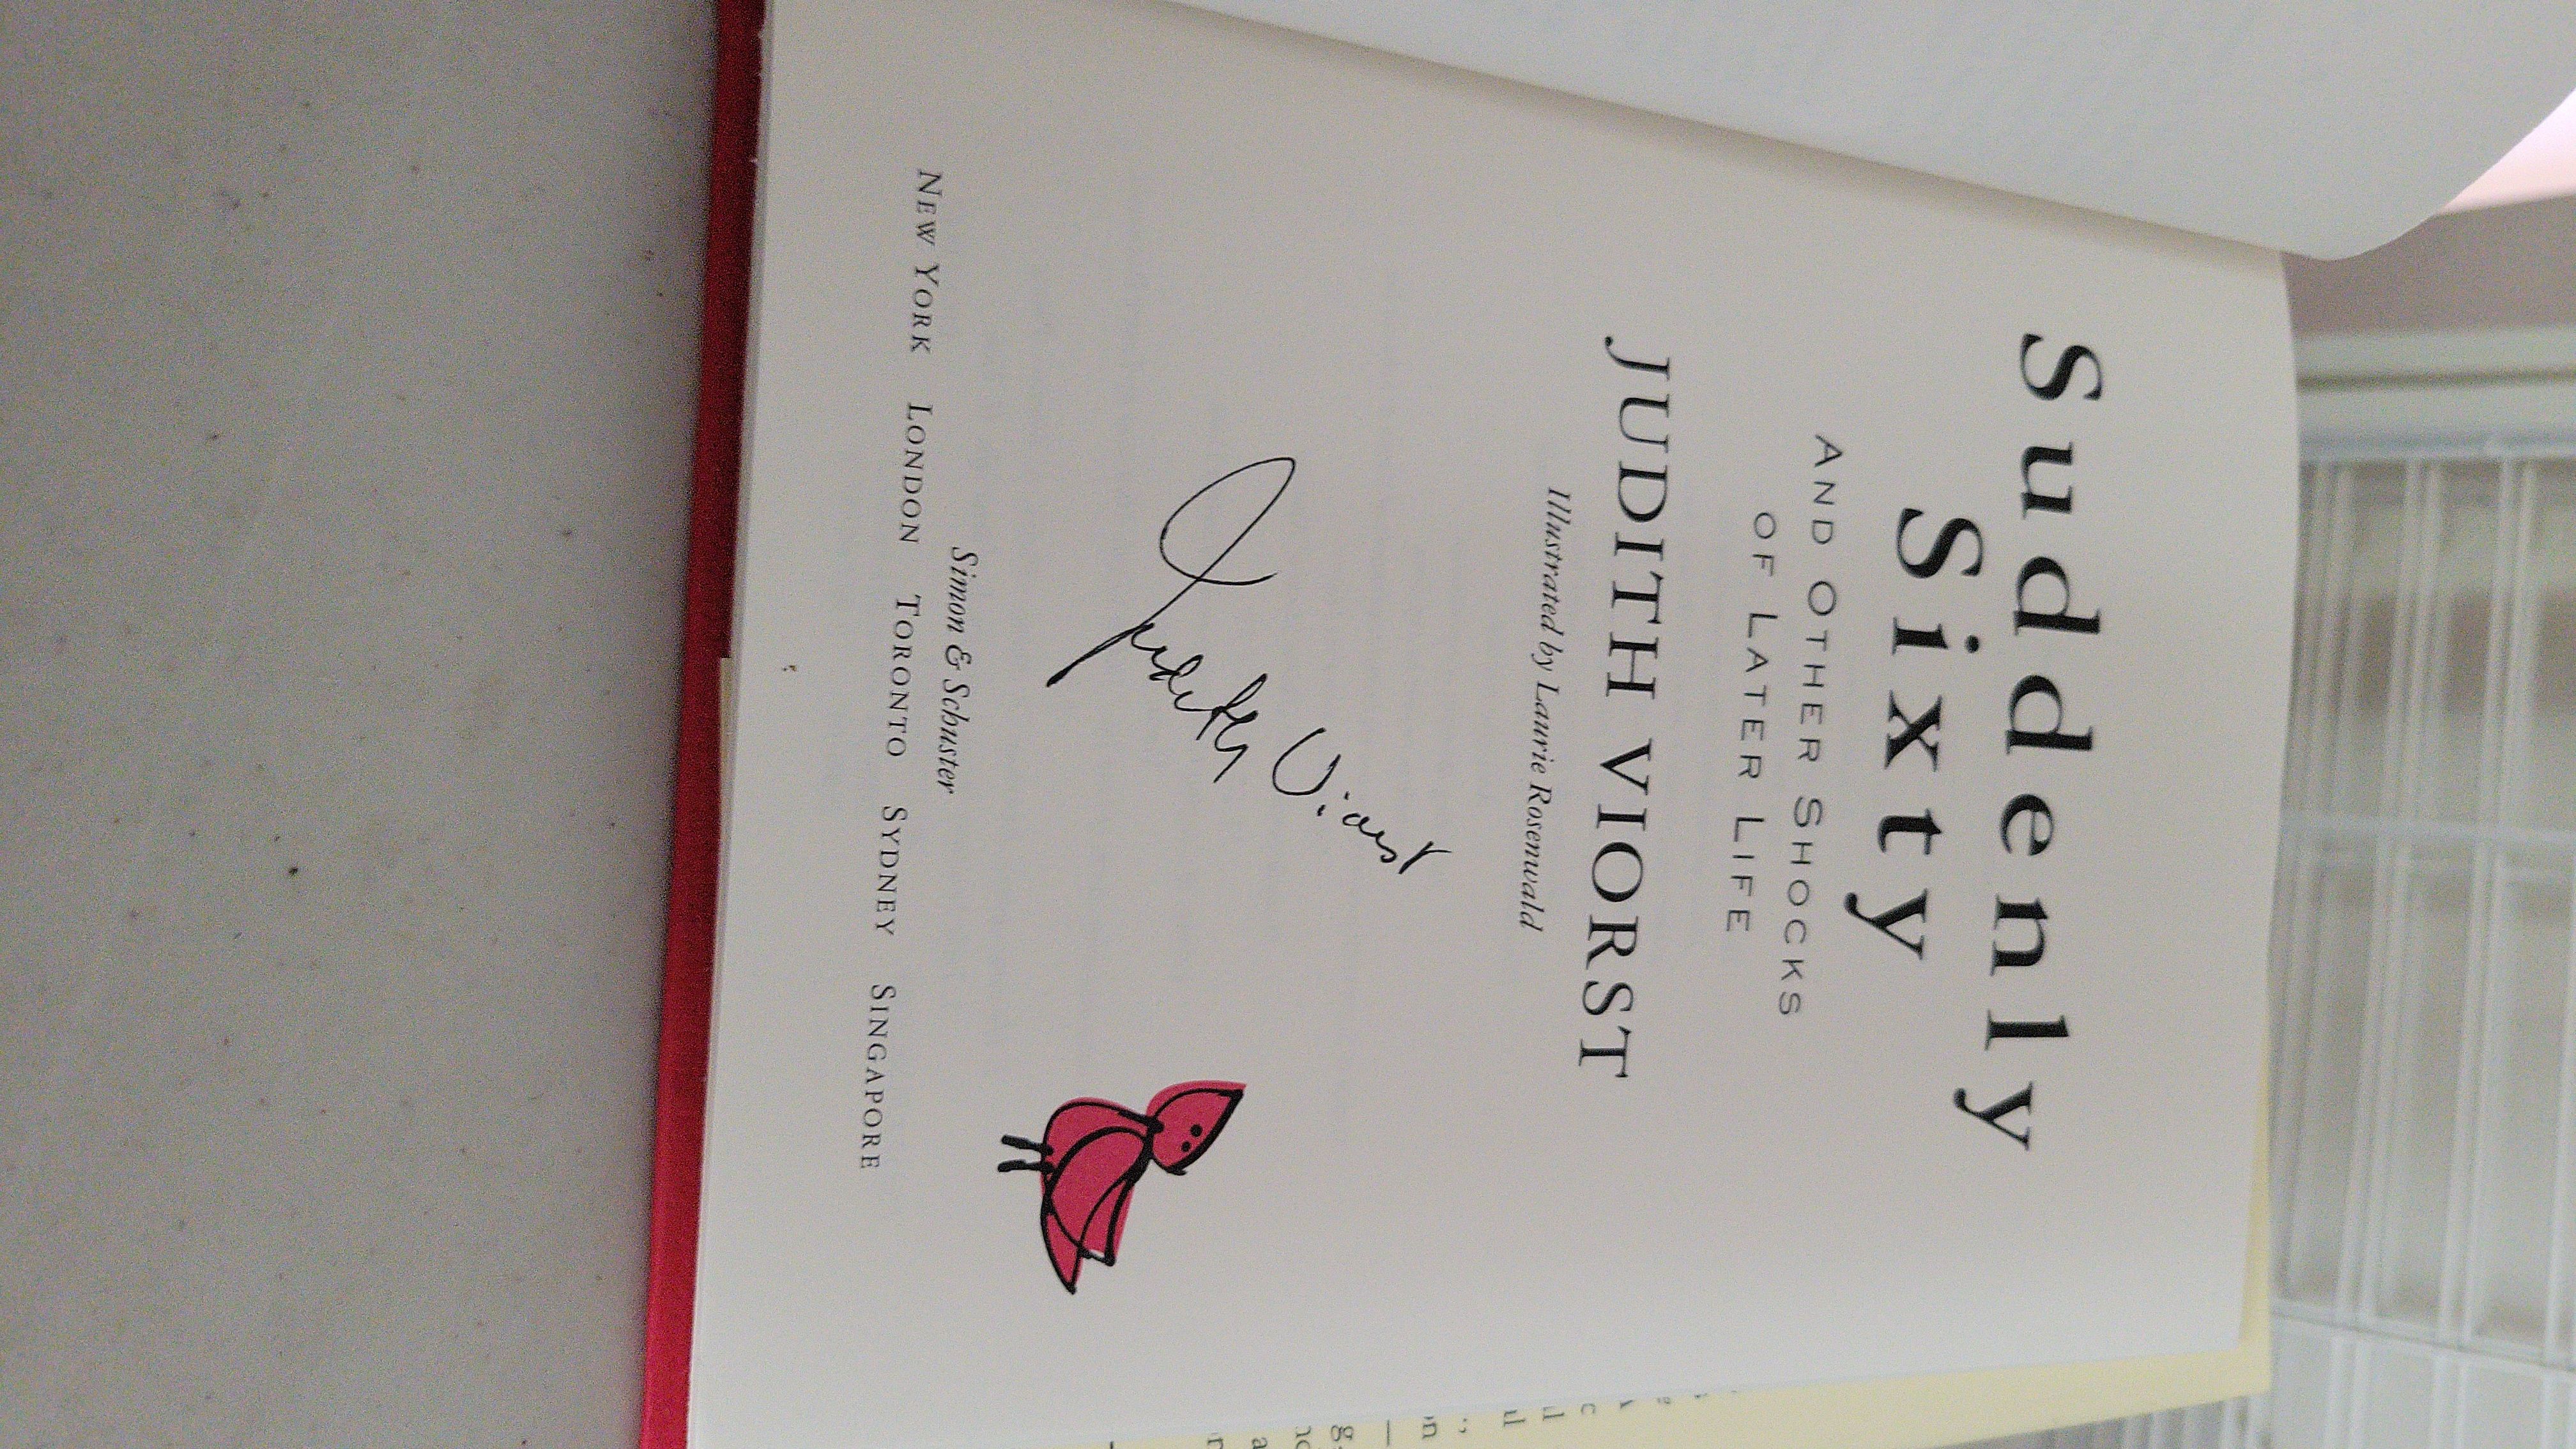 Suddenly
Sixty
AND OTHER SHOCKS
OF LATER LIFE
JUDITH VIORST
Illustrated by Laurie Rosenwald
Judith Viorst
Simon & Schuster
NEW YORK LONDON TORONTO SYDNEY SINGAPORE